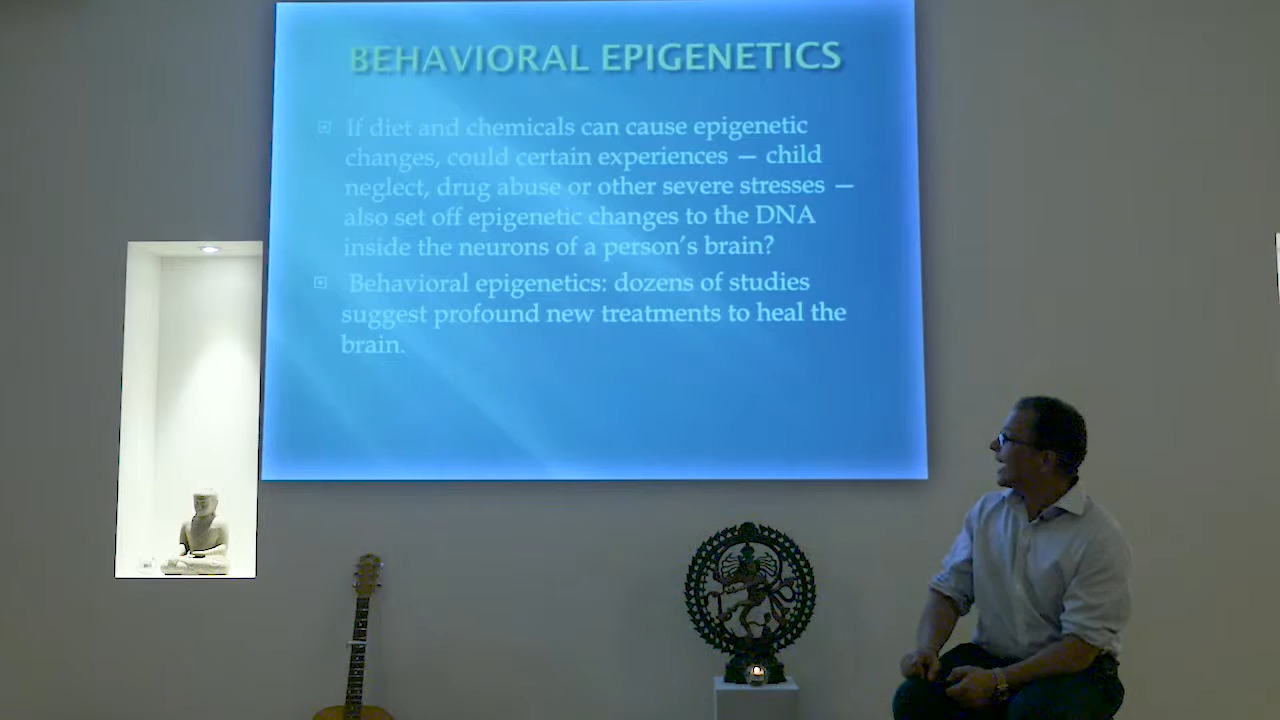 BEHAVIORAL EPIGENETICS
If diet and chemicals can cause epigenetic
changes, could certain experiences — child
neglect, drug abuse or other severe stresses —
also set off epigenetic changes to the DNA
inside the neurons of a person's brain?
Behavioral epigenetics: dozens of studies
suggest profound new treatments to heal the
brain.